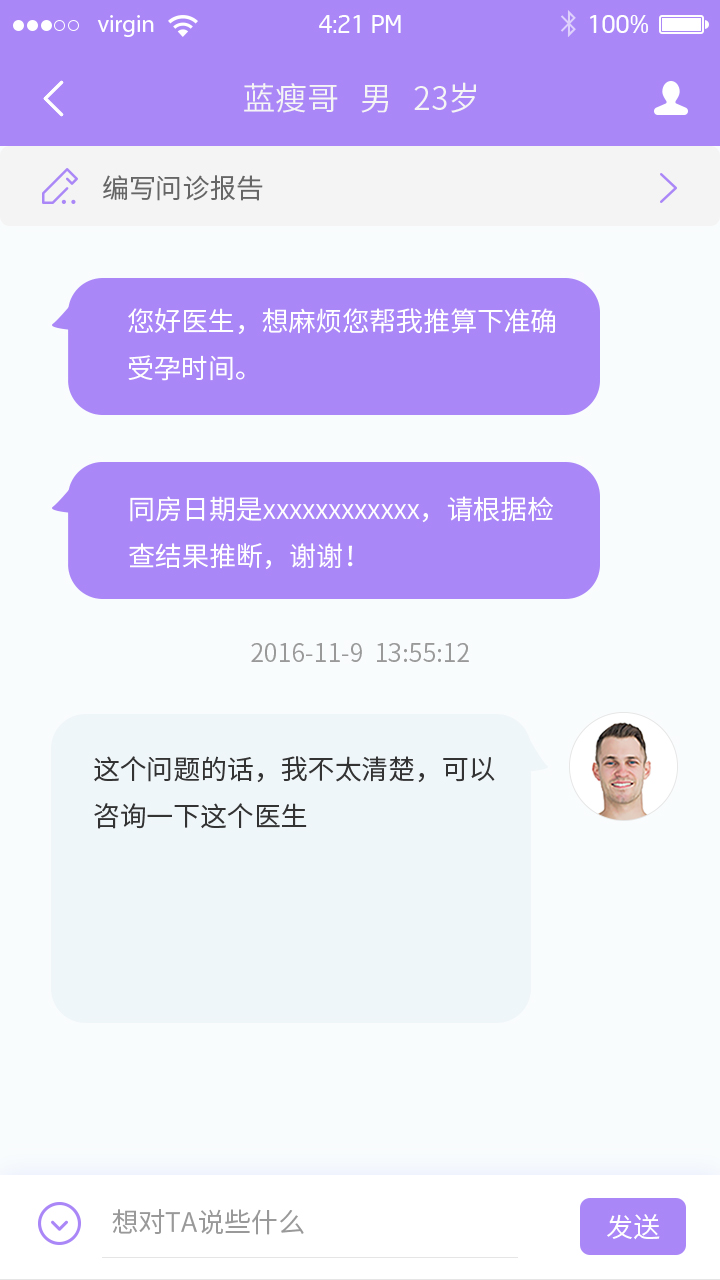 virgin 4:21 PM 100%
蓝瘦哥 男 23岁
编写问诊报告
您好医生，想麻烦您帮我推算下准确
受孕时间。
同房日期是xxxxxxxxxxxx，请根据检
查结果推断，谢谢！
2016-11-9 13:55:12
这个问题的话，我不太清楚，可以
咨询一下这个医生
想对TA说些什么
发送